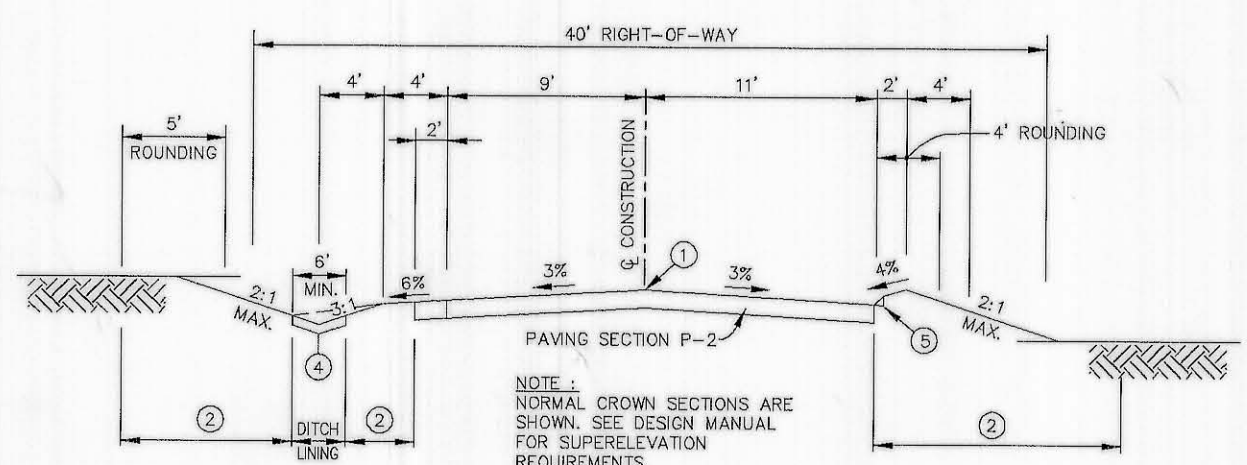 40' RIGHT-OF-WAY
4' 4' 9' 11' 2' 4'
5'
ROUNDING
2'
4' ROUNDING
℄ CONSTRUCTION
6'
MIN.
2:1
MAX.
3:1
6%
3%
1
3%
4%
2:1
MAX.
4
PAVING SECTION P-2
5
2
DITCH
LINING
2
2
NOTE :
NORMAL CROWN SECTIONS ARE
SHOWN. SEE DESIGN MANUAL
FOR SUPERELEVATION
REQUIREMENTS